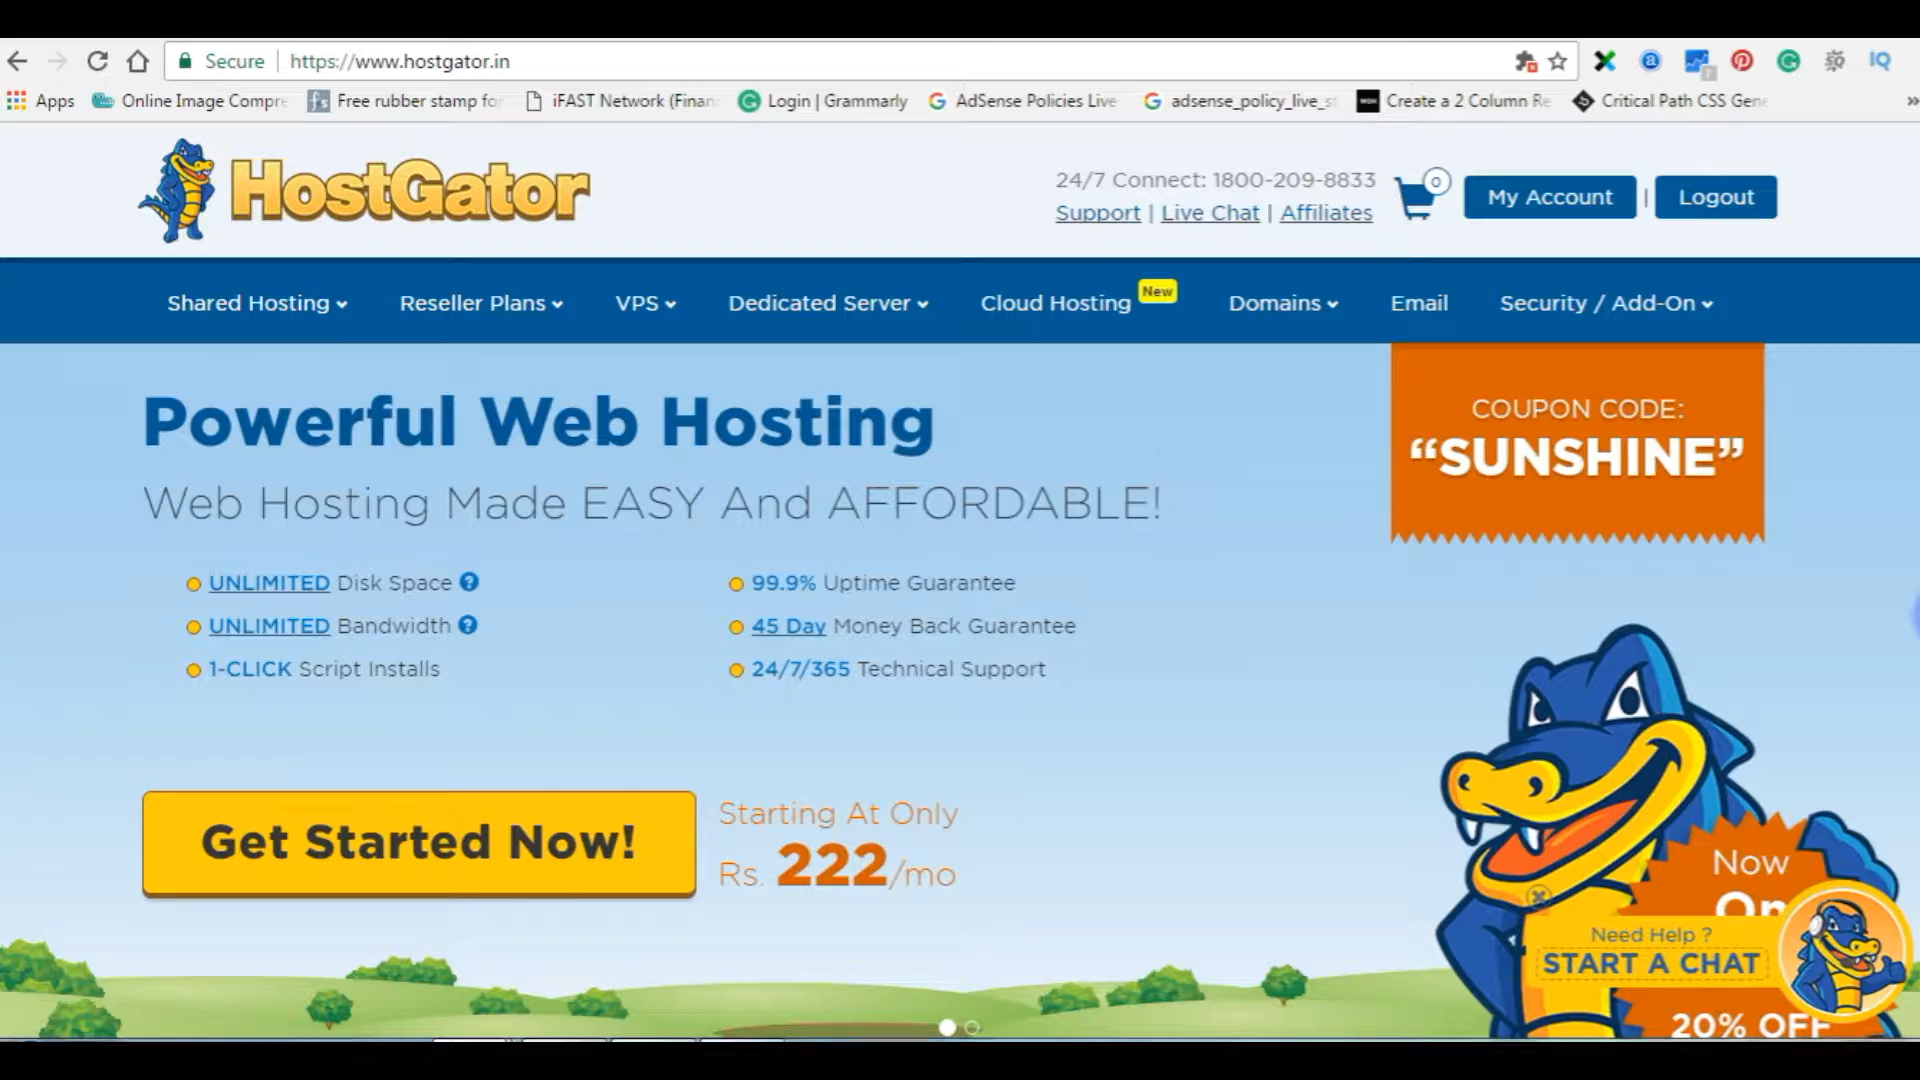 Secure https://www.hostgator.in
Apps Online Image Compre Free rubber stamp fo iFAST Network (Finan Login | Grammarly AdSense Policies Live adsense_policy_live_s Create a 2 Column Re Critical Path CSS Gene
HostGator
24/7 Connect: 1800-209-8833
Support | Live Chat | Affiliates
0
My Account | Logout
Shared Hosting Reseller Plans VPS Dedicated Server Cloud Hosting New Domains Email Security / Add-On
Powerful Web Hosting
Web Hosting Made EASY And AFFORDABLE!
COUPON CODE:
“SUNSHINE”
UNLIMITED Disk Space ?
UNLIMITED Bandwidth ?
1-CLICK Script Installs
99.9% Uptime Guarantee
45 Day Money Back Guarantee
24/7/365 Technical Support
Get Started Now!
Starting At Only
Rs. 222/mo
Now
On
Need Help ?
START A CHAT
20% OFF